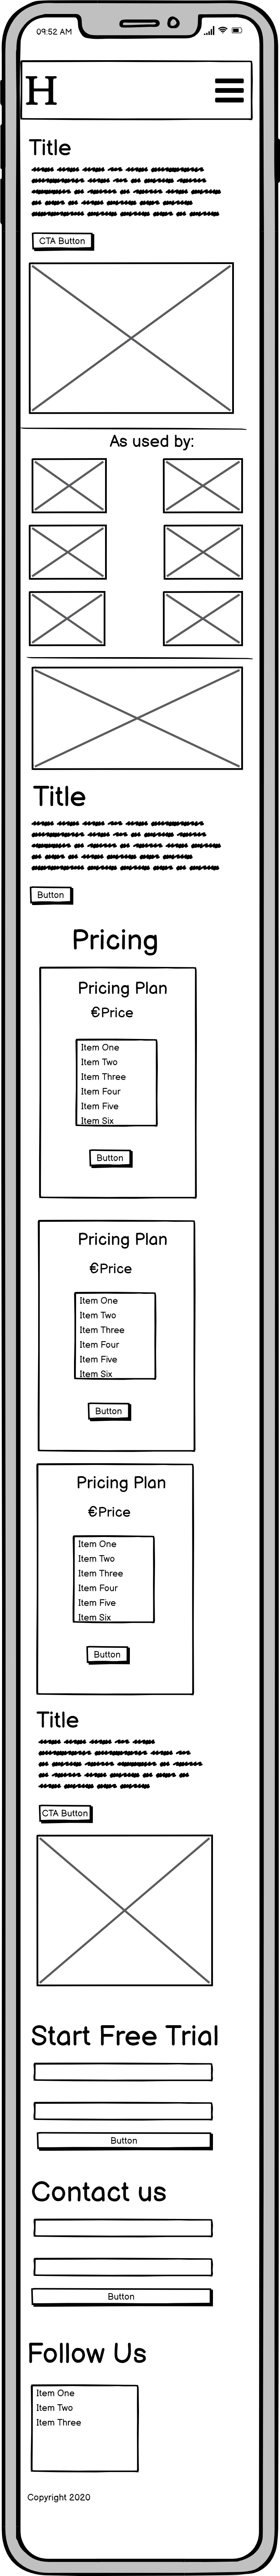 09:52 AM
H
Title
CTA Button
As used by:
Title
Button
Pricing
Pricing Plan
€Price
Item One
Item Two
Item Three
Item Four
Item Five
Item Six
Button
Pricing Plan
€Price
Item One
Item Two
Item Three
Item Four
Item Five
Item Six
Button
Pricing Plan
€Price
Item One
Item Two
Item Three
Item Four
Item Five
Item Six
Button
Title
CTA Button
Start Free Trial
Button
Contact us
Button
Follow Us
Item One
Item Two
Item Three
Copyright 2020